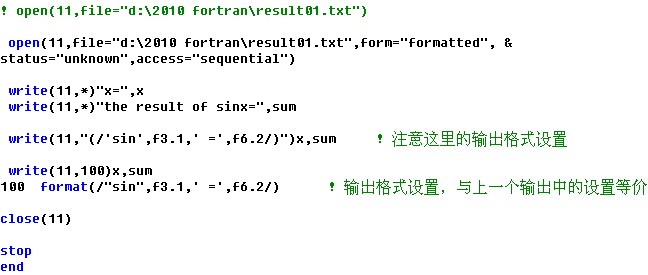 ! open(11,file="d:\2010 fortran\result01.txt")
open(11,file="d:\2010 fortran\result01.txt",form="formatted", &
status="unknown",access="sequential")
write(11,*)"x=",x
write(11,*)"the result of sinx=",sum
write(11,"(/'sin',f3.1,' =',f6.2/)")x,sum ! 注意这里的输出格式设置
write(11,100)x,sum
100 format(/"sin",f3.1,' =',f6.2/) ! 输出格式设置，与上一个输出中的设置等价
close(11)
stop
end